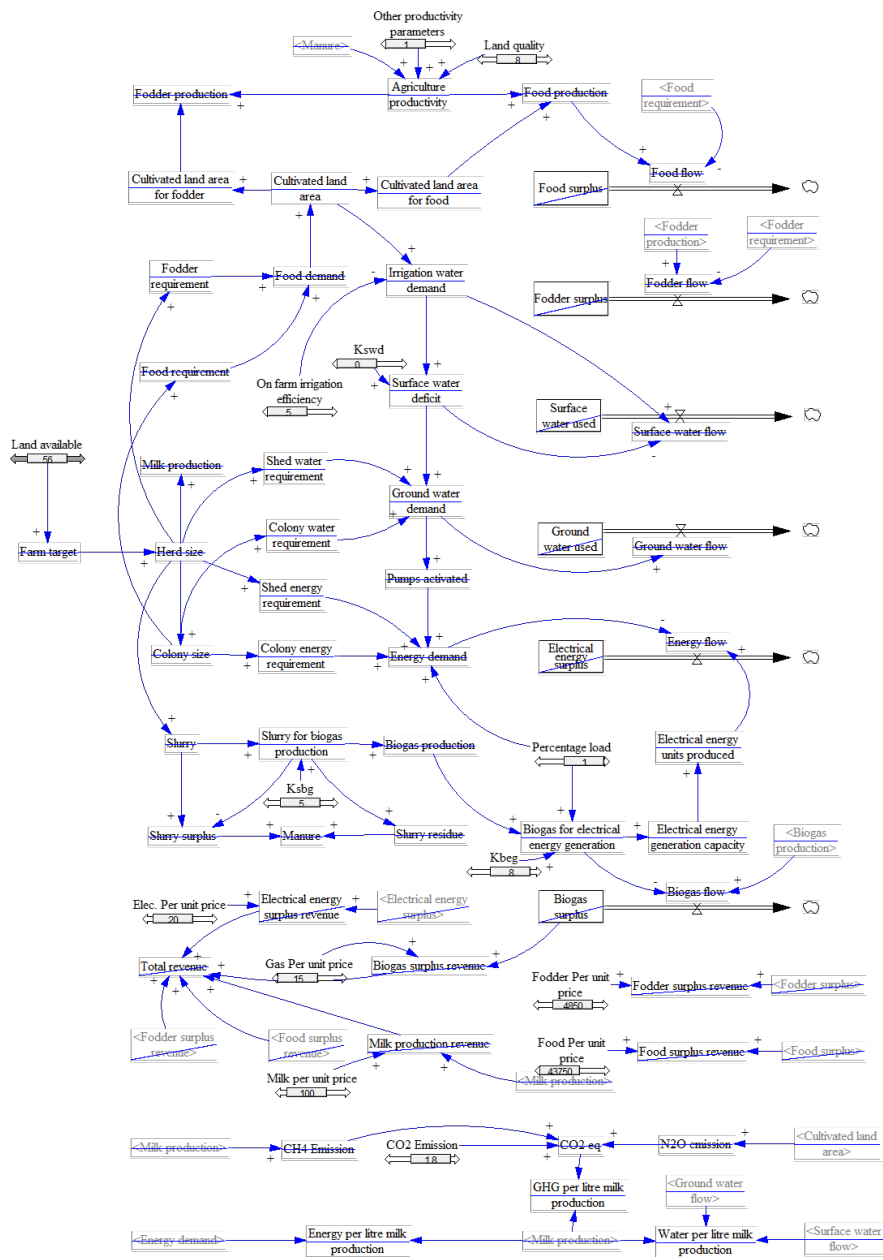 Other productivity
parameters
1
<Manure>
Land quality
8
Fodder production
Agriculture
productivity
Food production
<Food
requirement>
Cultivated land area
for fodder
Cultivated land
area
Cultivated land area
for food
Food flow
Food surplus
<Fodder
production>
<Fodder
requirement>
Fodder
requirement
Food demand
Irrigation water
demand
Fodder flow
Fodder surplus
Kswd
0
Food requirement
On farm irrigation
efficiency
5
Surface water
deficit
Surface
water used
Surface water flow
Land available
56
Milk production
Shed water
requirement
Ground water
demand
Colony water
requirement
Ground
water used
Ground water flow
Farm target
Herd size
Pumps activated
Shed energy
requirement
Colony size
Colony energy
requirement
Energy demand
Electrical
energy
surplus
Energy flow
Slurry
Slurry for biogas
production
Biogas production
Percentage load
1
Electrical energy
units produced
Ksbg
5
Slurry surplus
Manure
Slurry residue
Biogas for electrical
energy generation
Electrical energy
generation capacity
<Biogas
production>
Kbeg
8
Biogas flow
Elec. Per unit price
20
Electrical energy
surplus revenue
<Electrical energy
surplus>
Biogas
surplus
Total revenue
Gas Per unit price
15
Biogas surplus revenue
Fodder Per unit
price
4850
Fodder surplus revenue
<Fodder surplus>
<Fodder surplus
revenue>
<Food surplus
revenue>
Milk production revenue
Food Per unit
price
43750
Food surplus revenue
<Food surplus>
Milk per unit price
100
<Milk production>
<Milk production>
CH4 Emission
CO2 Emission
1.8
CO2 eq
N2O emission
<Cultivated land
area>
GHG per litre milk
production
<Ground water
flow>
<Energy demand>
Energy per litre milk
production
<Milk production>
Water per litre milk
production
<Surface water
flow>